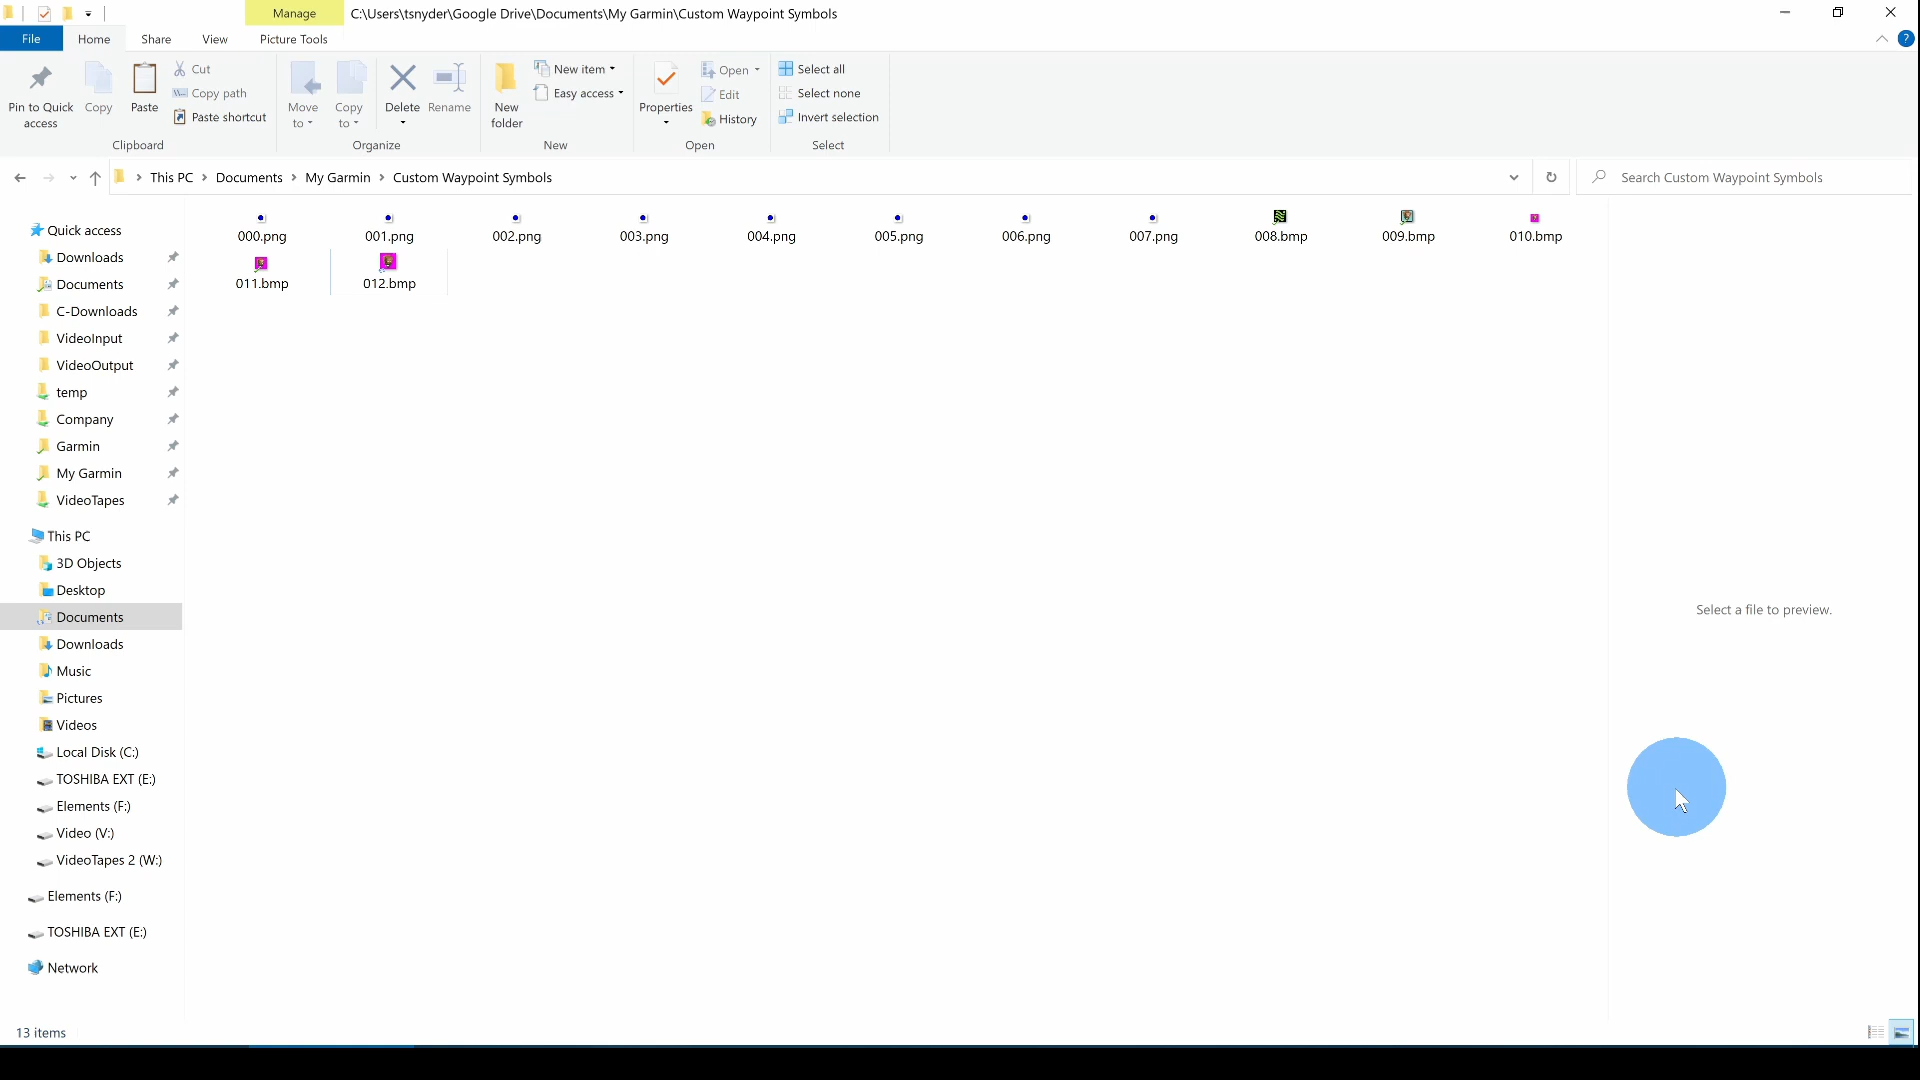 Manage C:\Users\tsnyder\Google Drive\Documents\My Garmin\Custom Waypoint Symbols
File Home Share View Picture Tools
Pin to Quick access
Copy
Paste
Cut
Copy path
Paste shortcut
Clipboard
Move to
Copy to
Delete
Rename
Organize
New folder
New item
Easy access
New
Properties
Open
Edit
History
Open
Select all
Select none
Invert selection
Select
This PC Documents My Garmin Custom Waypoint Symbols
Search Custom Waypoint Symbols
Quick access
Downloads
Documents
C-Downloads
VideoInput
VideoOutput
temp
Company
Garmin
My Garmin
VideoTapes
This PC
3D Objects
Desktop
Documents
Downloads
Music
Pictures
Videos
Local Disk (C:)
TOSHIBA EXT (E:)
Elements (F:)
Video (V:)
VideoTapes 2 (W:)
Elements (F:)
TOSHIBA EXT (E:)
Network
000.png 001.png 002.png 003.png 004.png 005.png 006.png 007.png 008.bmp 009.bmp 010.bmp
011.bmp 012.bmp
Select a file to preview.
13 items